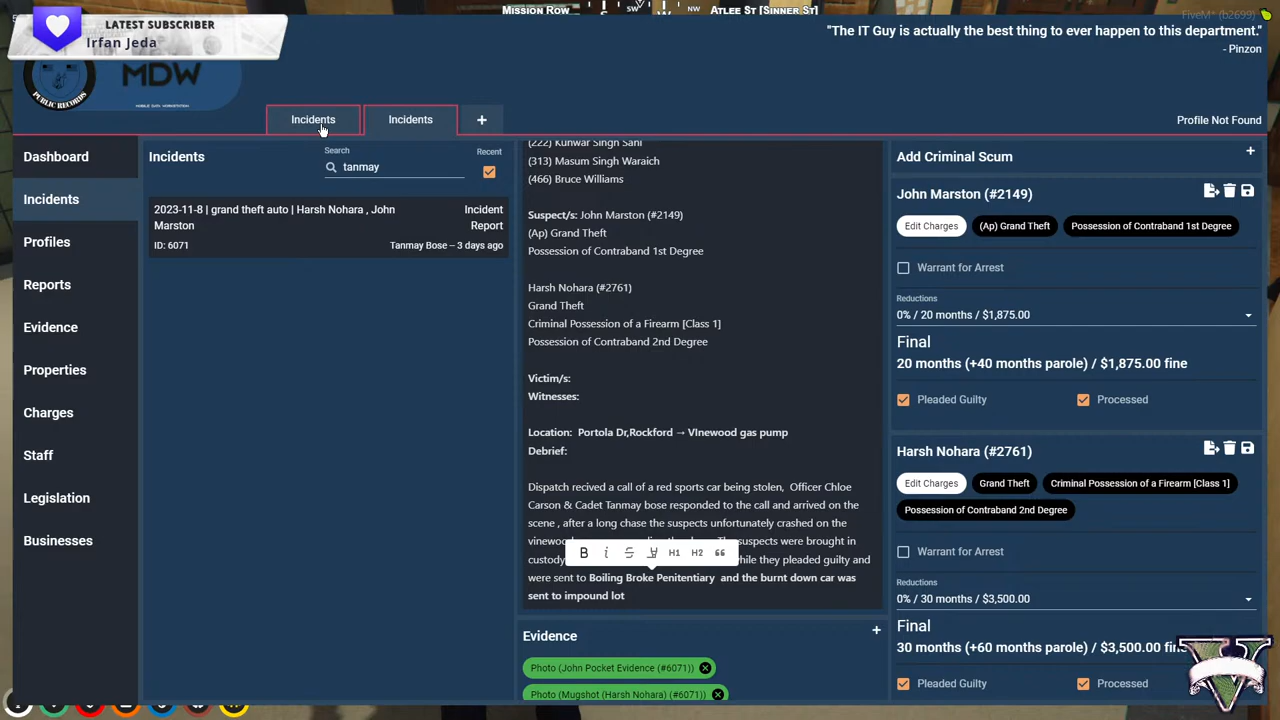 Mission Row
SW
NW
Atlee St [Sinner St]
FiveM* (b2699)
LATEST SUBSCRIBER
Irfan Jeda
"The IT Guy is actually the best thing to ever happen to this department."
- Pinzon
PUBLIC RECORDS
MDW
MOBILE DATA WORKSTATION
Incidents
Incidents
+
Profile Not Found
Dashboard
Incidents
Profiles
Reports
Evidence
Properties
Charges
Staff
Legislation
Businesses
Incidents
Search
tanmay
Recent
2023-11-8 | grand theft auto | Harsh Nohara , John
Marston
Incident
Report
ID: 6071
Tanmay Bose – 3 days ago
(222) Kunwar Singh Sahi
(313) Masum Singh Waraich
(466) Bruce Williams
Suspect/s: John Marston (#2149)
(Ap) Grand Theft
Possession of Contraband 1st Degree
Harsh Nohara (#2761)
Grand Theft
Criminal Possession of a Firearm [Class 1]
Possession of Contraband 2nd Degree
Victim/s:
Witnesses:
Location: Portola Dr,Rockford → VInewood gas pump
Debrief:
Dispatch recived a call of a red sports car being stolen, Officer Chloe
Carson & Cadet Tanmay bose responded to the call and arrived on the
scene , after a long chase the suspects unfortunately crashed on the
suspects were brought in
while they pleaded guilty and
were sent to Boiling Broke Penitentiary and the burnt down car was
sent to impound lot
B i S H1 H2
Evidence
+
Photo (John Pocket Evidence (#6071))
Photo (Mugshot (Harsh Nohara) (#6071))
Add Criminal Scum
+
John Marston (#2149)
Edit Charges
(Ap) Grand Theft
Possession of Contraband 1st Degree
Warrant for Arrest
Reductions
0% / 20 months / $1,875.00
Final
20 months (+40 months parole) / $1,875.00 fine
Pleaded Guilty
Processed
Harsh Nohara (#2761)
Edit Charges
Grand Theft
Criminal Possession of a Firearm [Class 1]
Possession of Contraband 2nd Degree
Warrant for Arrest
Reductions
0% / 30 months / $3,500.00
Final
30 months (+60 months parole) / $3,500.00
Pleaded Guilty
Processed
V